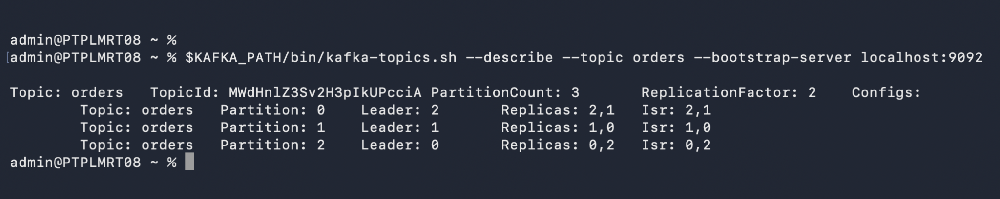 admin@PTPLMRT08 ~ %
[admin@PTPLMRT08 ~ % $KAFKA_PATH/bin/kafka-topics.sh --describe --topic orders --bootstrap-server localhost:9092
Topic: orders TopicId: MWdHnlZ3Sv2H3pIkUPcciA PartitionCount: 3 ReplicationFactor: 2 Configs:
Topic: orders Partition: 0 Leader: 2 Replicas: 2,1 Isr: 2,1
Topic: orders Partition: 1 Leader: 1 Replicas: 1,0 Isr: 1,0
Topic: orders Partition: 2 Leader: 0 Replicas: 0,2 Isr: 0,2
admin@PTPLMRT08 ~ %